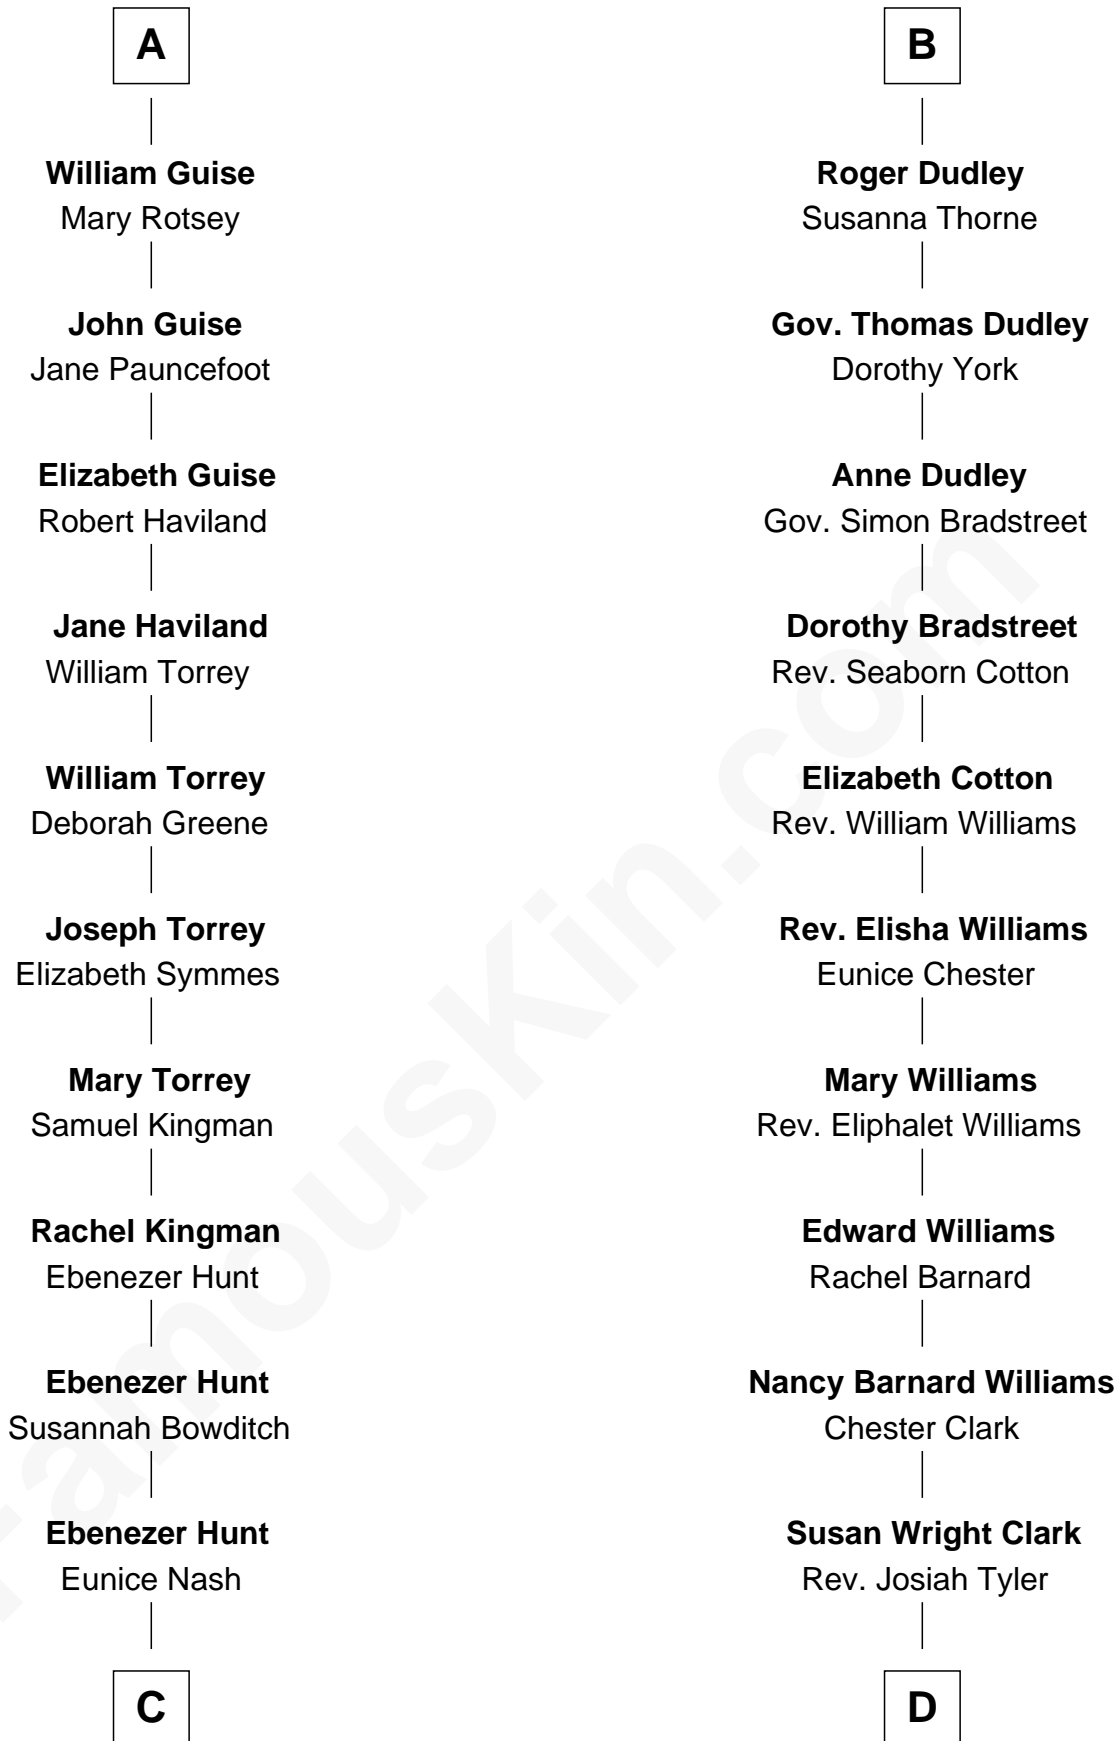 A
William Guise
Mary Rotsey
John Guise
Jane Pauncefoot
Elizabeth Guise
Robert Haviland
Jane Haviland
William Torrey
William Torrey
Deborah Greene
Joseph Torrey
Elizabeth Symmes
Mary Torrey
Samuel Kingman
Rachel Kingman
Ebenezer Hunt
Ebenezer Hunt
Susannah Bowditch
Ebenezer Hunt
Eunice Nash
C
B
Roger Dudley
Susanna Thorne
Gov. Thomas Dudley
Dorothy York
Anne Dudley
Gov. Simon Bradstreet
Dorothy Bradstreet
Rev. Seaborn Cotton
Elizabeth Cotton
Rev. William Williams
Rev. Elisha Williams
Eunice Chester
Mary Williams
Rev. Eliphalet Williams
Edward Williams
Rachel Barnard
Nancy Barnard Williams
Chester Clark
Susan Wright Clark
Rev. Josiah Tyler
D
FamousKin.com